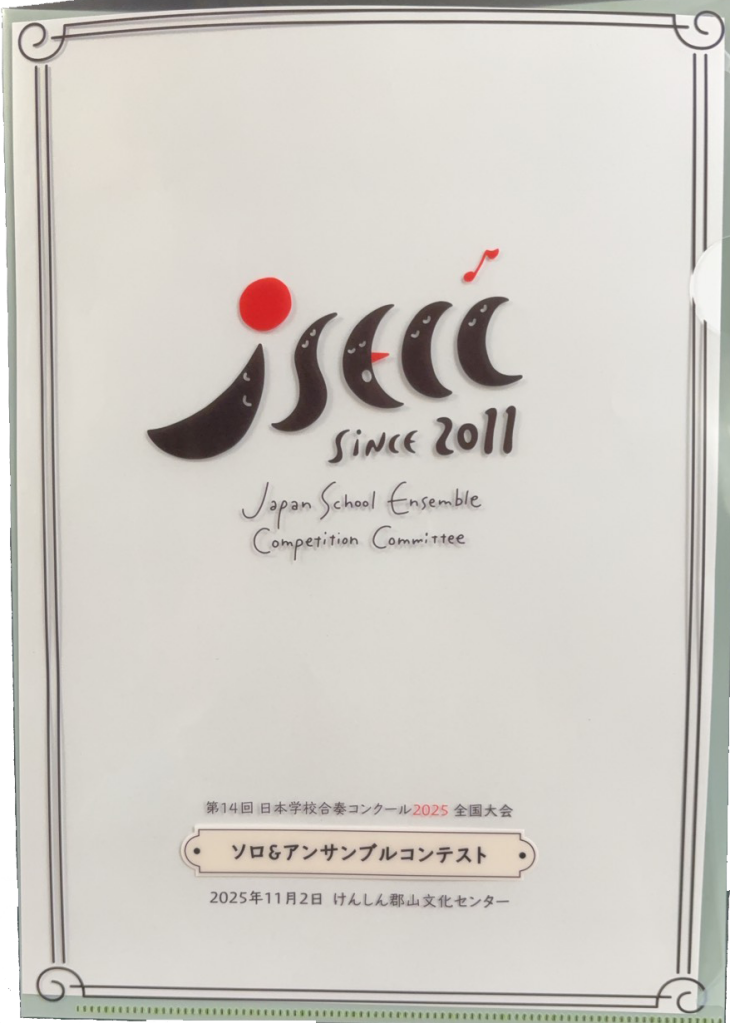 jSECC
SINCE 2011
Japan School Ensemble
Competition Committee
第14回 日本学校合奏コンクール2025 全国大会
ソロ&アンサンブルコンテスト
2025年11月2日 けんしん郡山文化センター